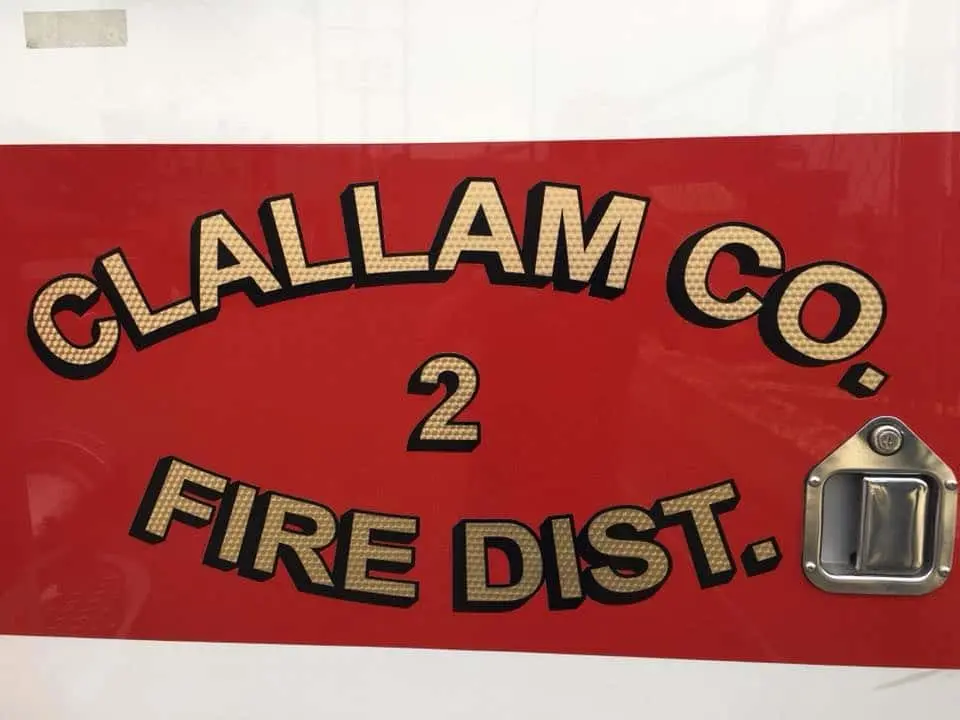 CLALLAM CO.
2
FIRE DIST.